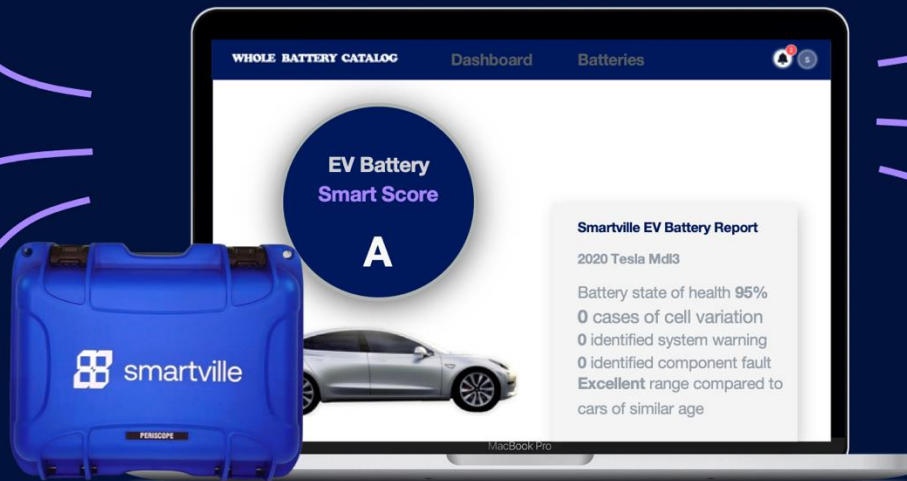 WHOLE BATTERY CATALOG Dashboard Batteries 2 S
EV Battery
Smart Score
A
Smartville EV Battery Report
2020 Tesla Mdl3
Battery state of health 95%
0 cases of cell variation
0 identified system warning
0 identified component fault
Excellent range compared to
cars of similar age
smartville
PERISCOPE
MacBook Pro